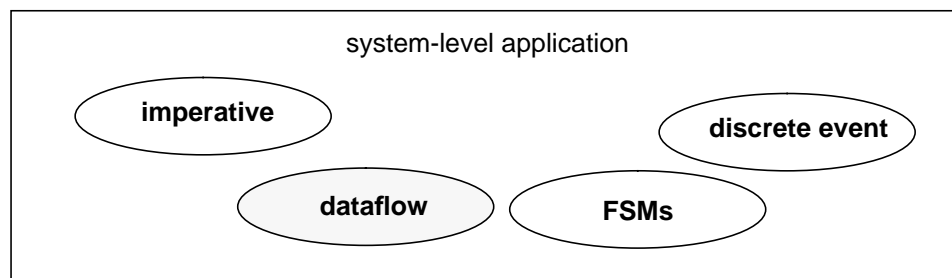 system-level application
imperative
discrete event
dataflow
FSMs